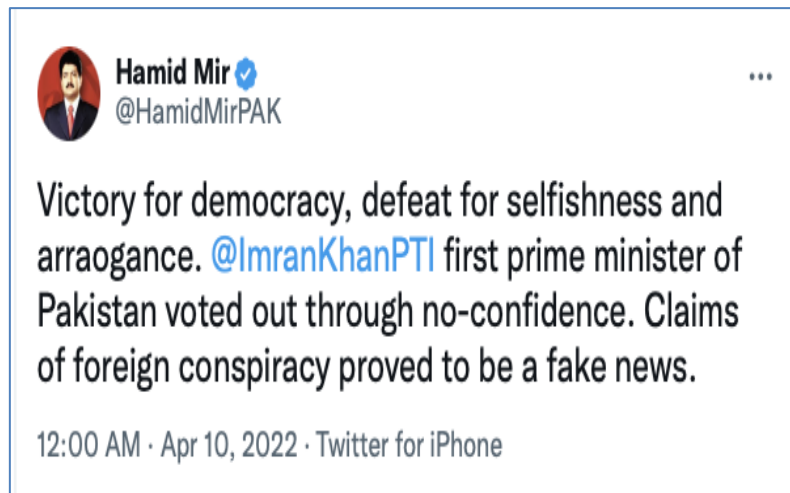 Hamid Mir
@HamidMirPAK
Victory for democracy, defeat for selfishness and
arraogance. @ImranKhanPTI first prime minister of
Pakistan voted out through no-confidence. Claims
of foreign conspiracy proved to be a fake news.
12:00 AM · Apr 10, 2022 · Twitter for iPhone